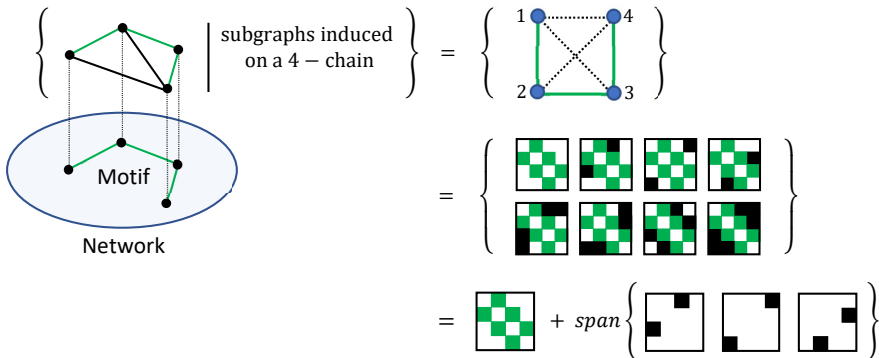 subgraphs induced
on a 4 – chain
=
1 4
2 3
Motif
Network
=
= + span